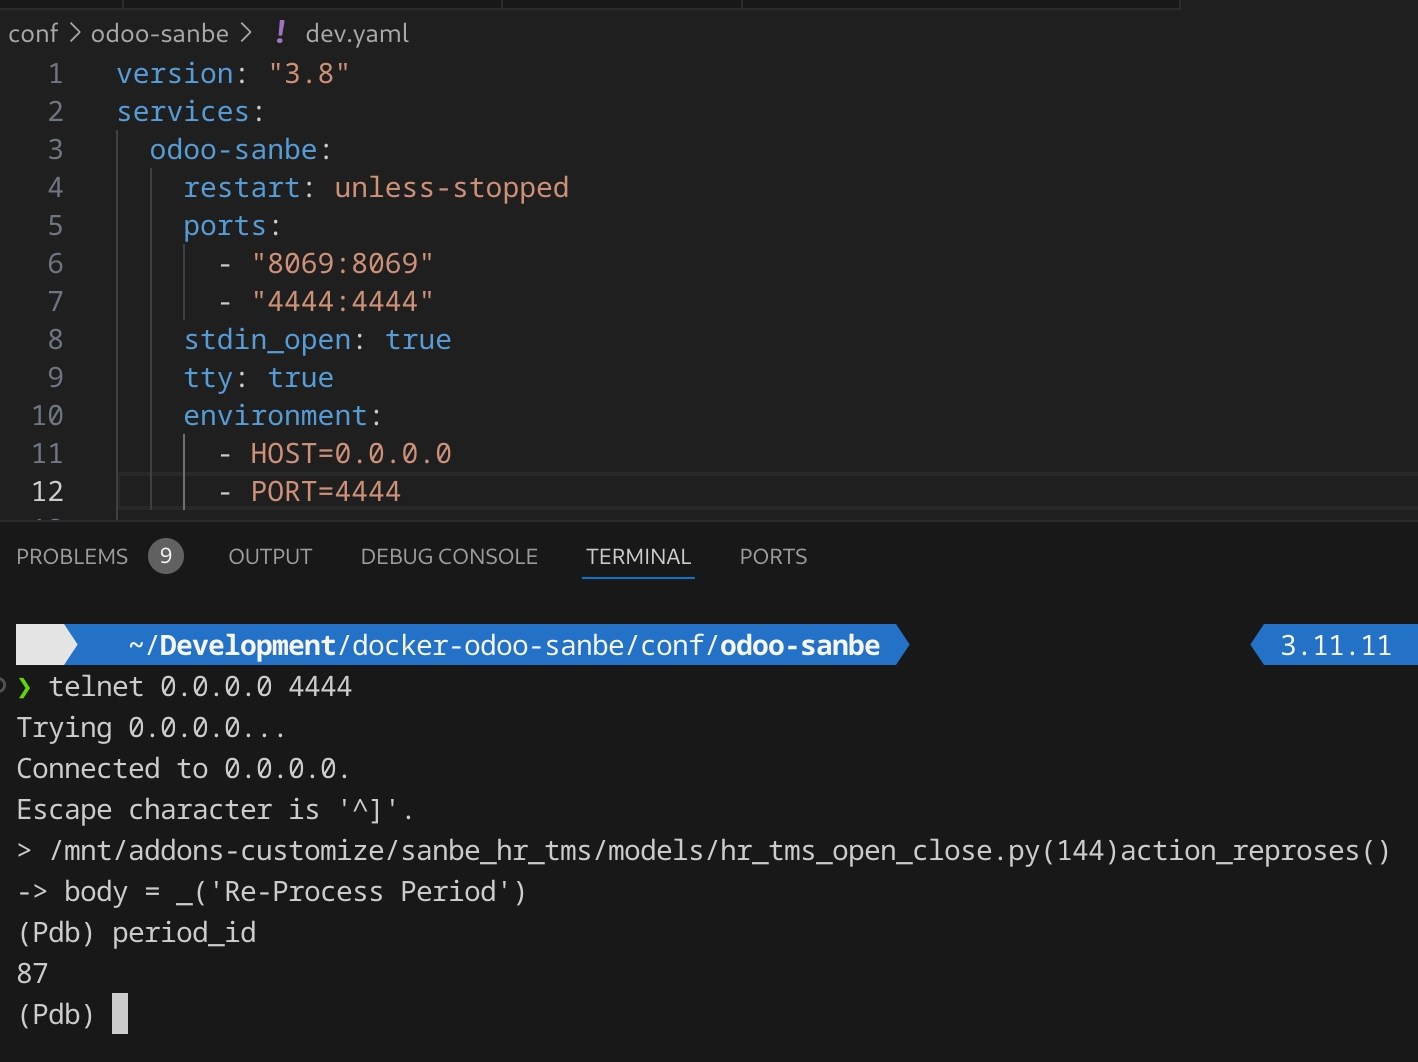 conf > odoo-sanbe > ! dev.yaml
1 version: "3.8"
2 services:
3 odoo-sanbe:
4 restart: unless-stopped
5 ports:
6 - "8069:8069"
7 - "4444:4444"
8 stdin_open: true
9 tty: true
10 environment:
11 - HOST=0.0.0.0
12 - PORT=4444
PROBLEMS 9 OUTPUT DEBUG CONSOLE TERMINAL PORTS
~/Development/docker-odoo-sanbe/conf/odoo-sanbe 3.11.11
❯ telnet 0.0.0.0 4444
Trying 0.0.0.0...
Connected to 0.0.0.0.
Escape character is '^]'.
> /mnt/addons-customize/sanbe_hr_tms/models/hr_tms_open_close.py(144)action_reproses()
-> body = _('Re-Process Period')
(Pdb) period_id
87
(Pdb)